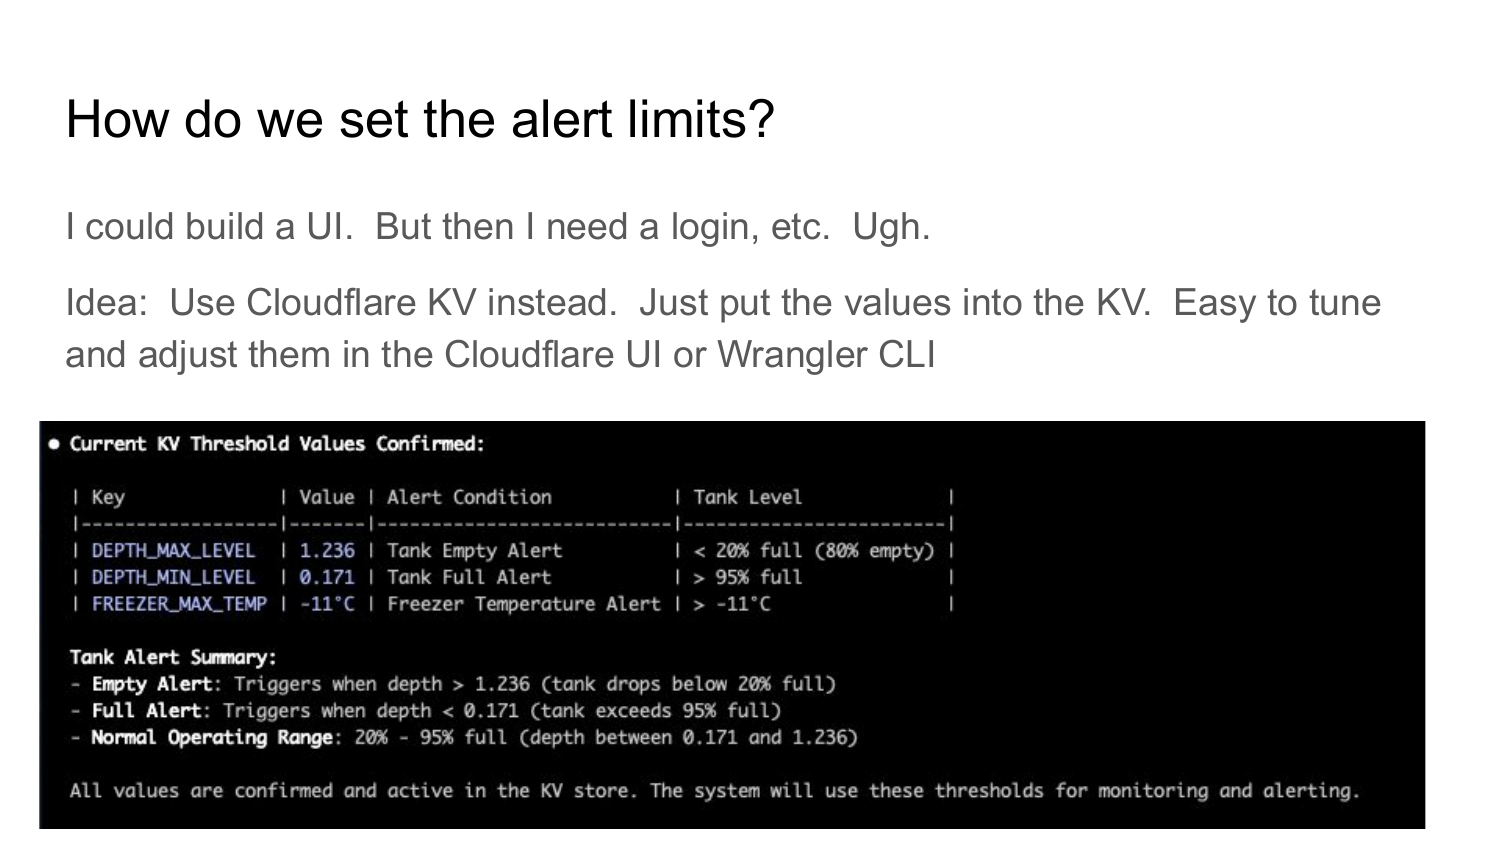 How do we set the alert limits?
I could build a UI.  But then I need a login, etc.  Ugh.
Idea:  Use Cloudflare KV instead.  Just put the values into the KV.  Easy to tune
and adjust them in the Cloudflare UI or Wrangler CLI
● Current KV Threshold Values Confirmed:
| Key              | Value | Alert Condition           | Tank Level             |
|------------------|-------|---------------------------|------------------------|
| DEPTH_MAX_LEVEL  | 1.236 | Tank Empty Alert          | < 20% full (80% empty) |
| DEPTH_MIN_LEVEL  | 0.171 | Tank Full Alert           | > 95% full             |
| FREEZER_MAX_TEMP | -11°C | Freezer Temperature Alert | > -11°C                |
Tank Alert Summary:
- Empty Alert: Triggers when depth > 1.236 (tank drops below 20% full)
- Full Alert: Triggers when depth < 0.171 (tank exceeds 95% full)
- Normal Operating Range: 20% - 95% full (depth between 0.171 and 1.236)
All values are confirmed and active in the KV store. The system will use these thresholds for monitoring and alerting.